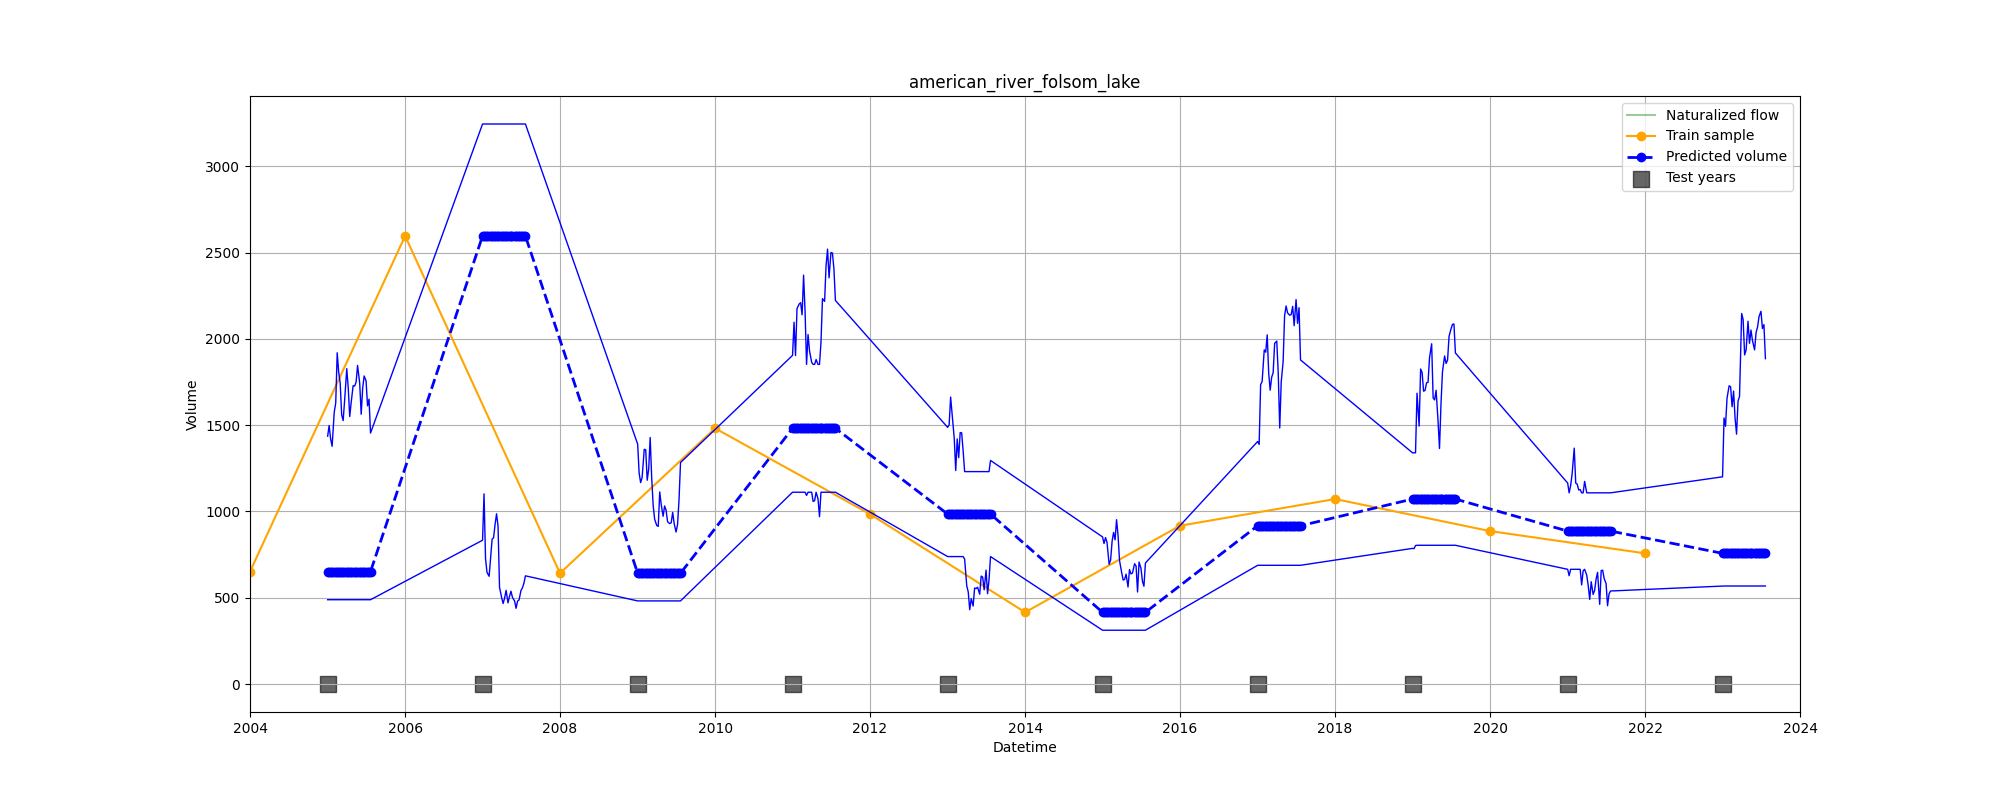 american_river_folsom_lake
Naturalized flow
Train sample
Predicted volume
Test years
Volume
3000
2500
2000
1500
1000
500
0
2004 2006 2008 2010 2012 2014 2016 2018 2020 2022 2024
Datetime